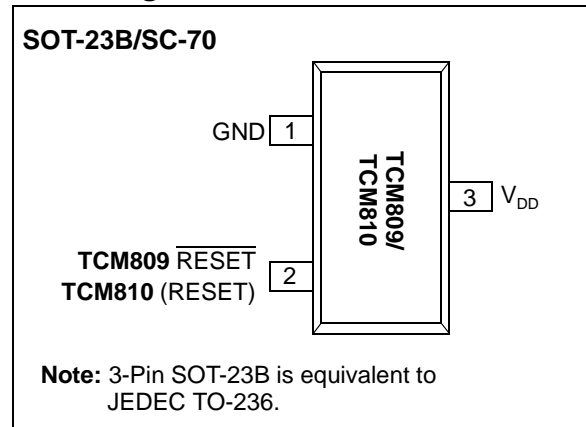 SOT-23B/SC-70
GND 1
TCM809/
TCM810
3 VDD
TCM809 RESET
2
TCM810 (RESET)
Note: 3-Pin SOT-23B is equivalent to
JEDEC TO-236.